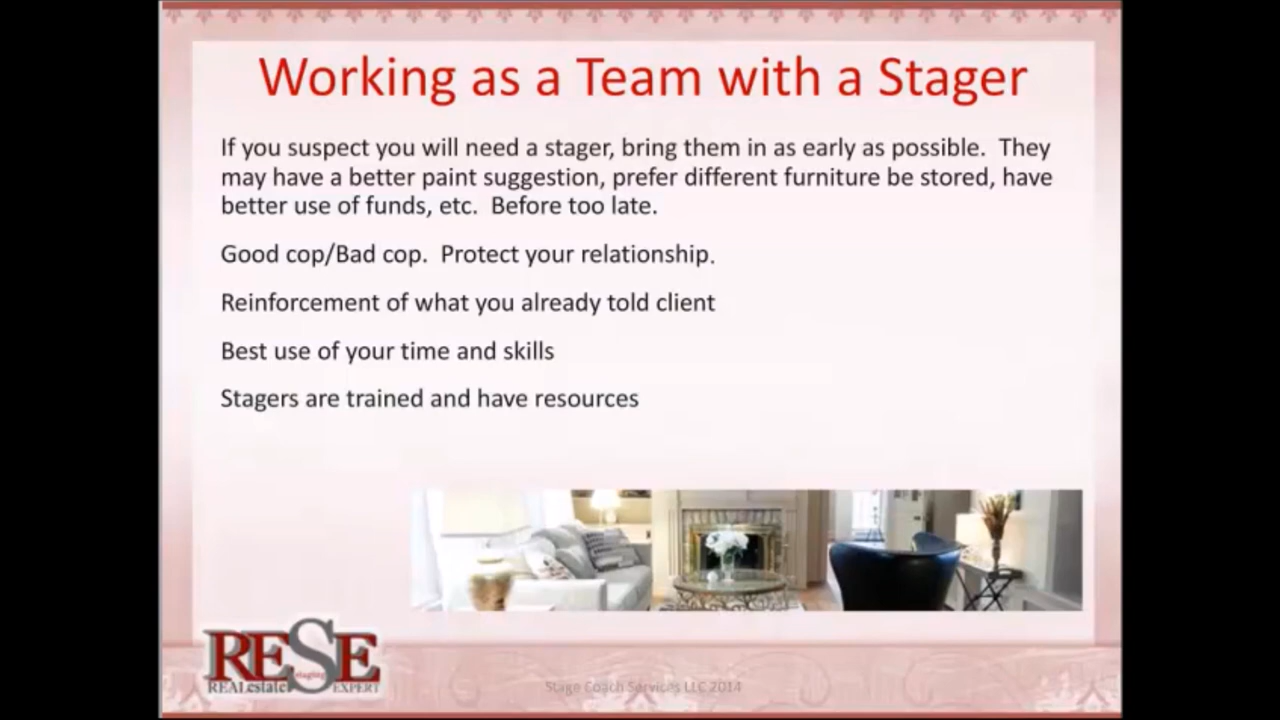 Working as a Team with a Stager
If you suspect you will need a stager, bring them in as early as possible.  They
may have a better paint suggestion, prefer different furniture be stored, have
better use of funds, etc.  Before too late.
Good cop/Bad cop.  Protect your relationship.
Reinforcement of what you already told client
Best use of your time and skills
Stagers are trained and have resources
RESE
staging
REALestate EXPERT
Stage Coach Services LLC 2014